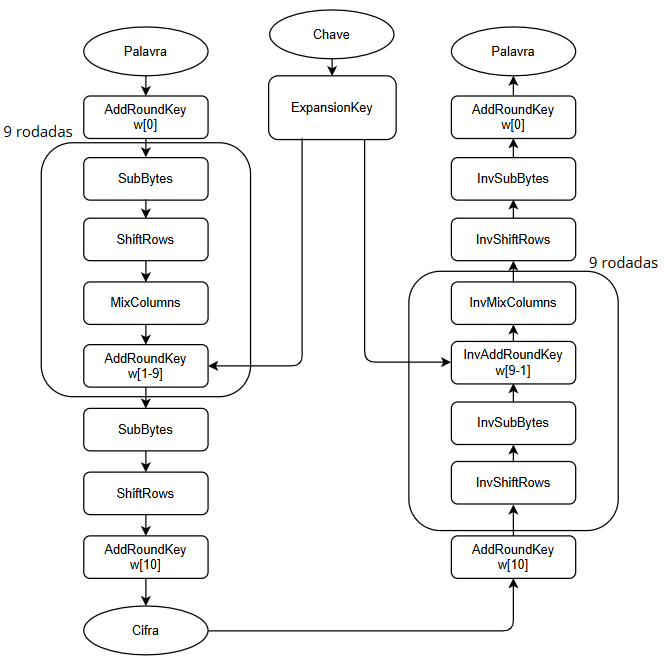 Palavra
AddRoundKey
w[0]
9 rodadas
SubBytes
ShiftRows
MixColumns
AddRoundKey
w[1-9]
SubBytes
ShiftRows
AddRoundKey
w[10]
Cifra
Chave
ExpansionKey
Palavra
AddRoundKey
w[0]
InvSubBytes
InvShiftRows
9 rodadas
InvMixColumns
InvAddRoundKey
w[9-1]
InvSubBytes
InvShiftRows
AddRoundKey
w[10]